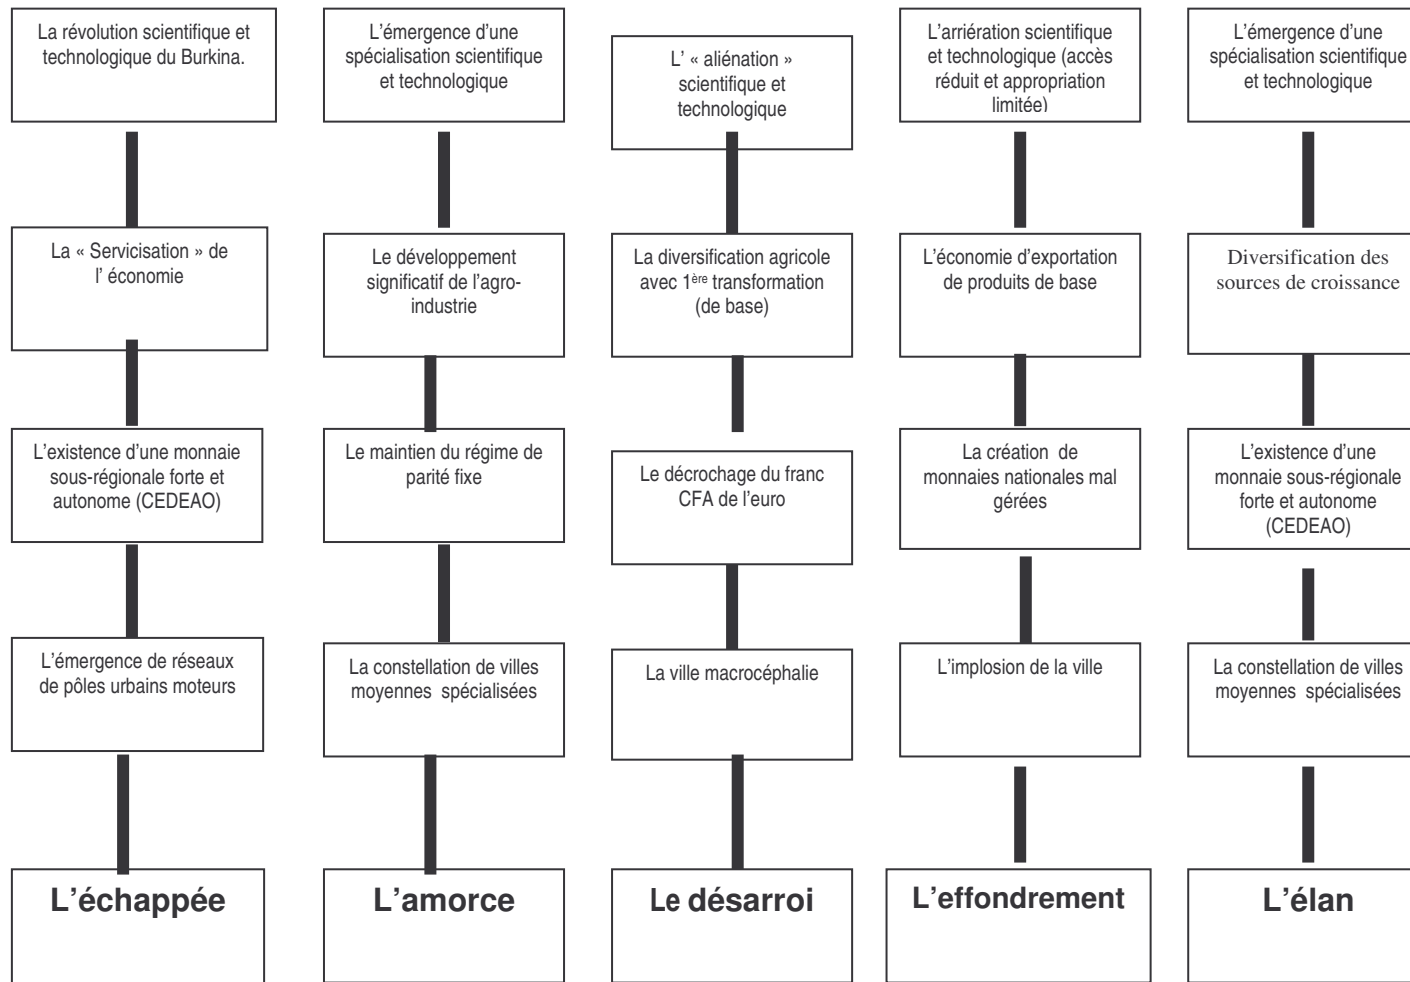 La révolution scientifique et
technologique du Burkina.
L'émergence d'une
spécialisation scientifique
et technologique
L' « aliénation »
scientifique et
technologique
L'arriération scientifique
et technologique (accès
réduit et appropriation
limitée)
L'émergence d'une
spécialisation scientifique
et technologique
La « Servicisation » de
l' économie
Le développement
significatif de l'agro-
industrie
La diversification agricole
avec 1ère transformation
(de base)
L'économie d'exportation
de produits de base
Diversification des
sources de croissance
L'existence d'une monnaie
sous-régionale forte et
autonome (CEDEAO)
Le maintien du régime de
parité fixe
Le décrochage du franc
CFA de l'euro
La création de
monnaies nationales mal
gérées
L'existence d'une
monnaie sous-régionale
forte et autonome
(CEDEAO)
L'émergence de réseaux
de pôles urbains moteurs
La constellation de villes
moyennes spécialisées
La ville macrocéphalie
L'implosion de la ville
La constellation de villes
moyennes spécialisées
L'échappée
L'amorce
Le désarroi
L'effondrement
L'élan